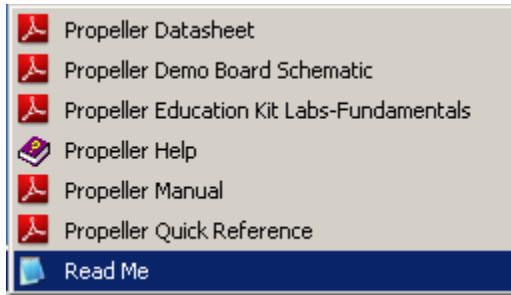 Propeller Datasheet
Propeller Demo Board Schematic
Propeller Education Kit Labs-Fundamentals
Propeller Help
Propeller Manual
Propeller Quick Reference
Read Me